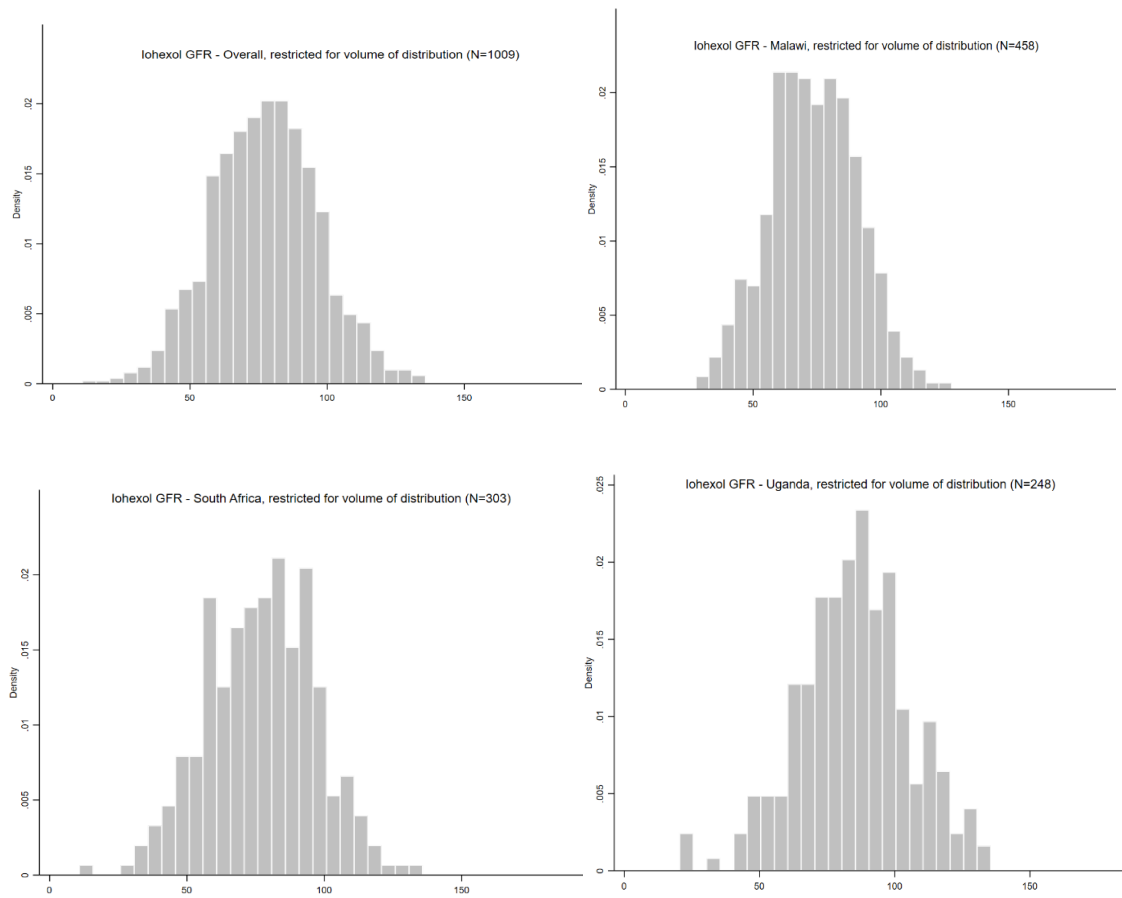 Iohexol GFR - Overall, restricted for volume of distribution (N=1009)
Density
.02
.015
.01
.005
0
0 50 100 150
Iohexol GFR - Malawi, restricted for volume of distribution (N=458)
Density
.02
.015
.01
.005
0
0 50 100 150
Iohexol GFR - South Africa, restricted for volume of distribution (N=303)
Density
.02
.015
.01
.005
0
0 50 100 150
Iohexol GFR - Uganda, restricted for volume of distribution (N=248)
Density
.025
.02
.015
.01
.005
0
0 50 100 150